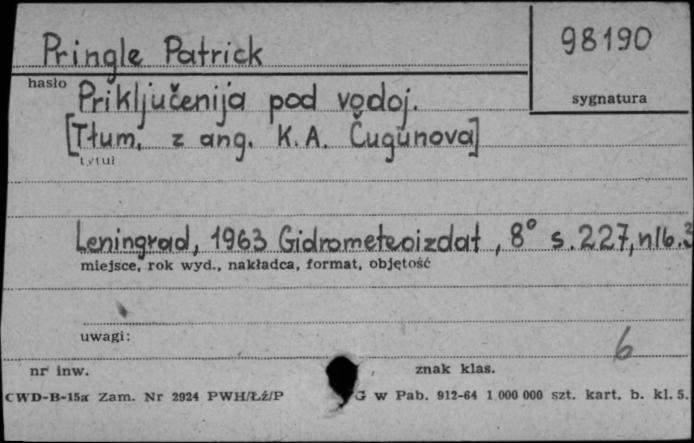 Pringle Patrick
98190
hasło
sygnatura
Priključenija pod vodoj.
[Tłum. z ang. K.A. Čugunova]
tytuł
Leningrad, 1963 Gidrometeoizdat, 8° s. 227, nlb. 3
miejsce, rok wyd., nakładca, format, objętość
uwagi:
6
nr inw.
znak klas.
CWD-B-15a Zam. Nr 2924 PWH/Łź/P
G w Pab. 912-64 1 000 000 szt. kart. b. kl. 5.